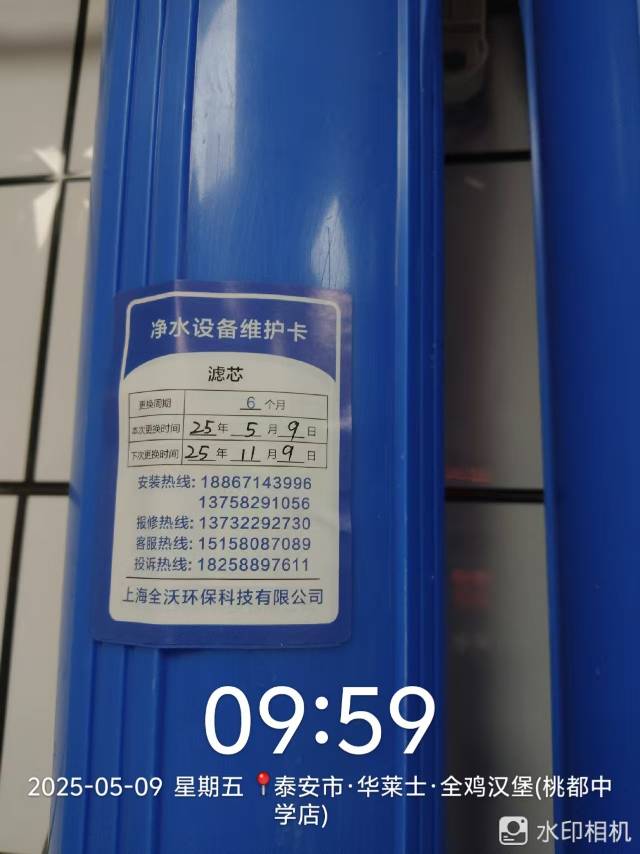 净水设备维护卡
滤芯
更换周期 6 个月
本次更换时间 25 年 5 月 9 日
下次更换时间 25 年 11 月 9 日
安装热线: 18867143996
13758291056
报修热线: 13732292730
客服热线: 15158087089
投诉热线: 18258897611
上海全沃环保科技有限公司
09:59
2025-05-09 星期五 泰安市·华莱士·全鸡汉堡(桃都中
学店)
水印相机